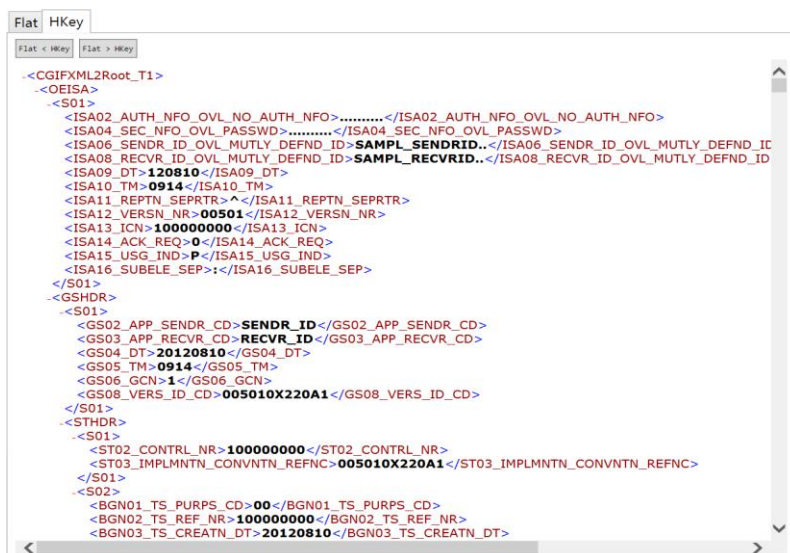 Flat HKey
Flat < HKey Flat > HKey
-<CGIFXML2Root_T1>
-<OEISA>
-<S01>
<ISA02_AUTH_NFO_OVL_NO_AUTH_NFO>..........</ISA02_AUTH_NFO_OVL_NO_AUTH_NFO>
<ISA04_SEC_NFO_OVL_PASSWD>..........</ISA04_SEC_NFO_OVL_PASSWD>
<ISA06_SENDR_ID_OVL_MUTLY_DEFND_ID>SAMPL_SENDRID..</ISA06_SENDR_ID_OVL_MUTLY_DEFND_ID
<ISA08_RECVR_ID_OVL_MUTLY_DEFND_ID>SAMPL_RECVRID..</ISA08_RECVR_ID_OVL_MUTLY_DEFND_ID
<ISA09_DT>120810</ISA09_DT>
<ISA10_TM>0914</ISA10_TM>
<ISA11_REPTN_SEPRTR>^</ISA11_REPTN_SEPRTR>
<ISA12_VERSN_NR>00501</ISA12_VERSN_NR>
<ISA13_ICN>100000000</ISA13_ICN>
<ISA14_ACK_REQ>0</ISA14_ACK_REQ>
<ISA15_USG_IND>P</ISA15_USG_IND>
<ISA16_SUBELE_SEP>:</ISA16_SUBELE_SEP>
</S01>
-<GSHDR>
-<S01>
<GS02_APP_SENDR_CD>SENDR_ID</GS02_APP_SENDR_CD>
<GS03_APP_RECVR_CD>RECVR_ID</GS03_APP_RECVR_CD>
<GS04_DT>20120810</GS04_DT>
<GS05_TM>0914</GS05_TM>
<GS06_GCN>1</GS06_GCN>
<GS08_VERS_ID_CD>005010X220A1</GS08_VERS_ID_CD>
</S01>
-<STHDR>
-<S01>
<ST02_CONTRL_NR>100000000</ST02_CONTRL_NR>
<ST03_IMPLMNTN_CONVNTN_REFNC>005010X220A1</ST03_IMPLMNTN_CONVNTN_REFNC>
</S01>
-<S02>
<BGN01_TS_PURPS_CD>00</BGN01_TS_PURPS_CD>
<BGN02_TS_REF_NR>100000000</BGN02_TS_REF_NR>
<BGN03_TS_CREATN_DT>20120810</BGN03_TS_CREATN_DT>